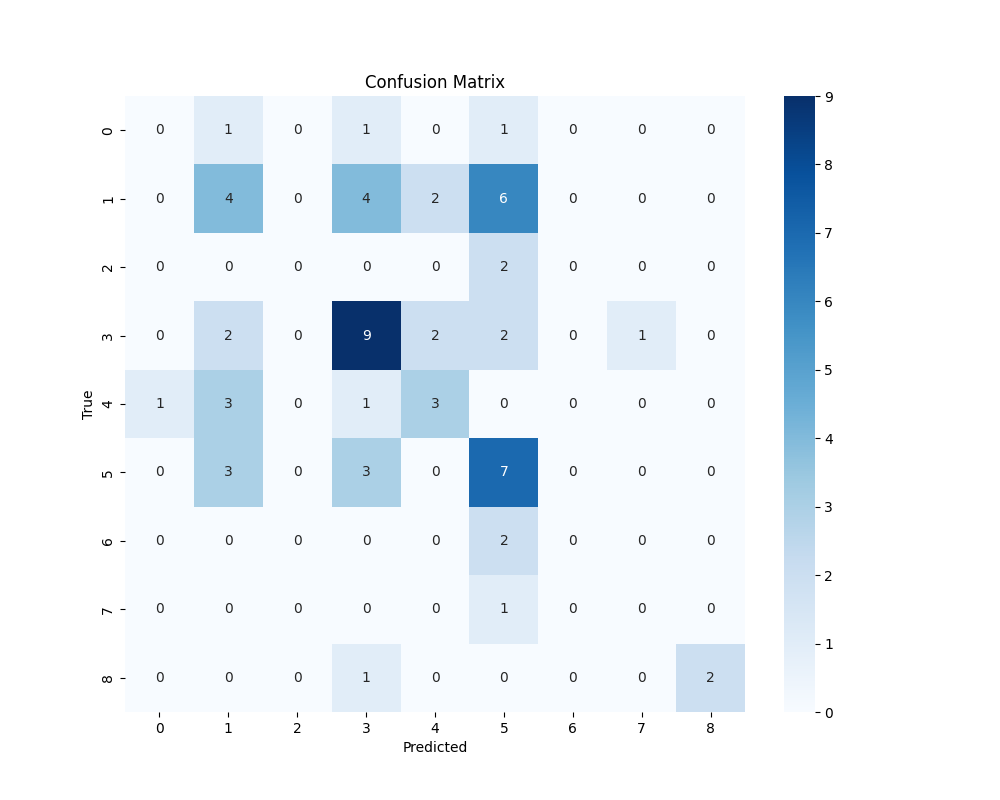 Confusion Matrix
0 0 1 0 1 0 1 0 0 0
1 0 4 0 4 2 6 0 0 0
2 0 0 0 0 0 2 0 0 0
3 0 2 0 9 2 2 0 1 0
4 1 3 0 1 3 0 0 0 0
5 0 3 0 3 0 7 0 0 0
6 0 0 0 0 0 2 0 0 0
7 0 0 0 0 0 1 0 0 0
8 0 0 0 1 0 0 0 0 2
0 1 2 3 4 5 6 7 8
True
Predicted
9
8
7
6
5
4
3
2
1
0